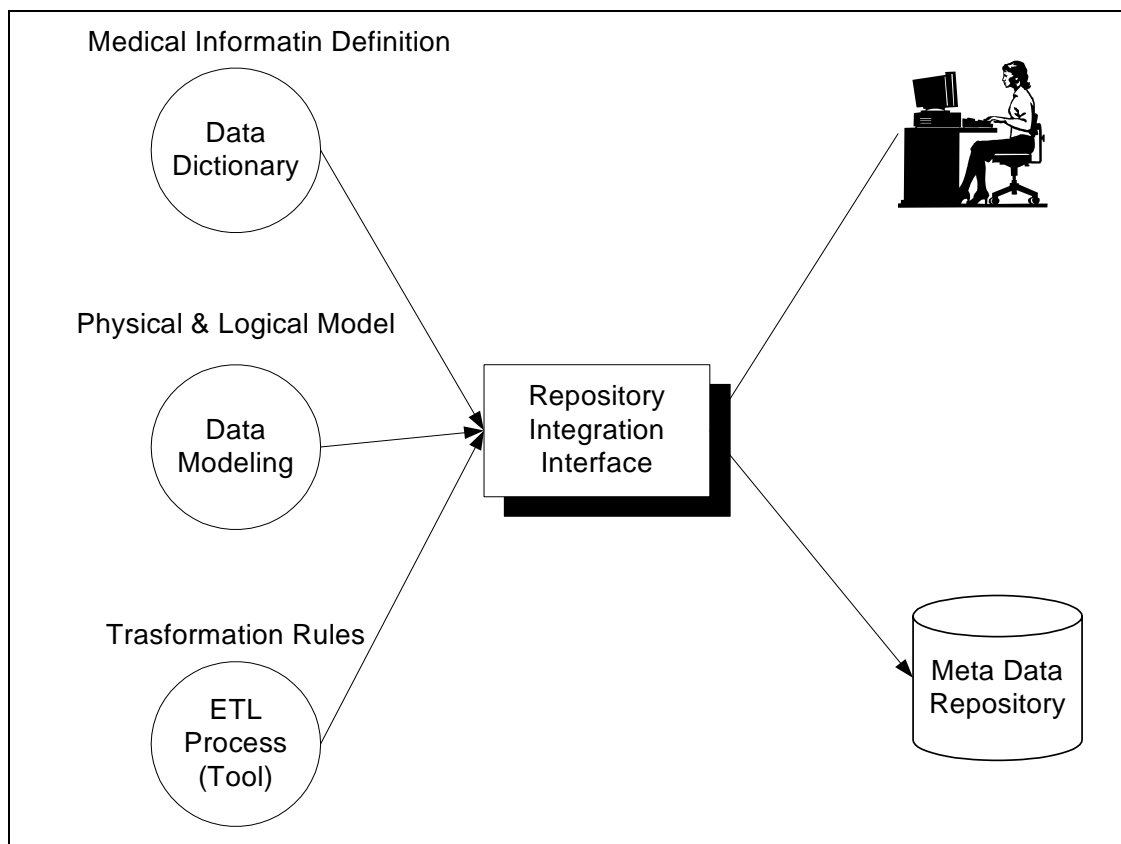 Medical Informatin Definition
Data
Dictionary
Physical & Logical Model
Data
Modeling
Trasformation Rules
ETL
Process
(Tool)
Repository
Integration
Interface
Meta Data
Repository